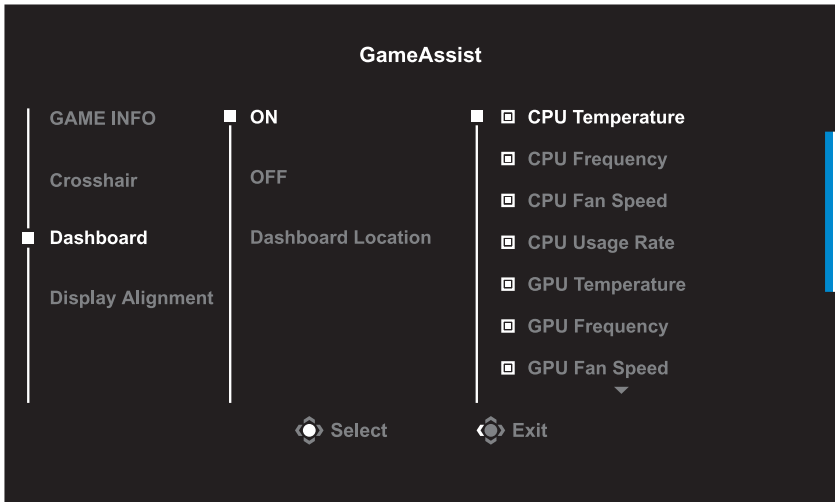 GameAssist
GAME INFO
Crosshair
Dashboard
Display Alignment
ON
OFF
Dashboard Location
CPU Temperature
CPU Frequency
CPU Fan Speed
CPU Usage Rate
GPU Temperature
GPU Frequency
GPU Fan Speed
Select
Exit